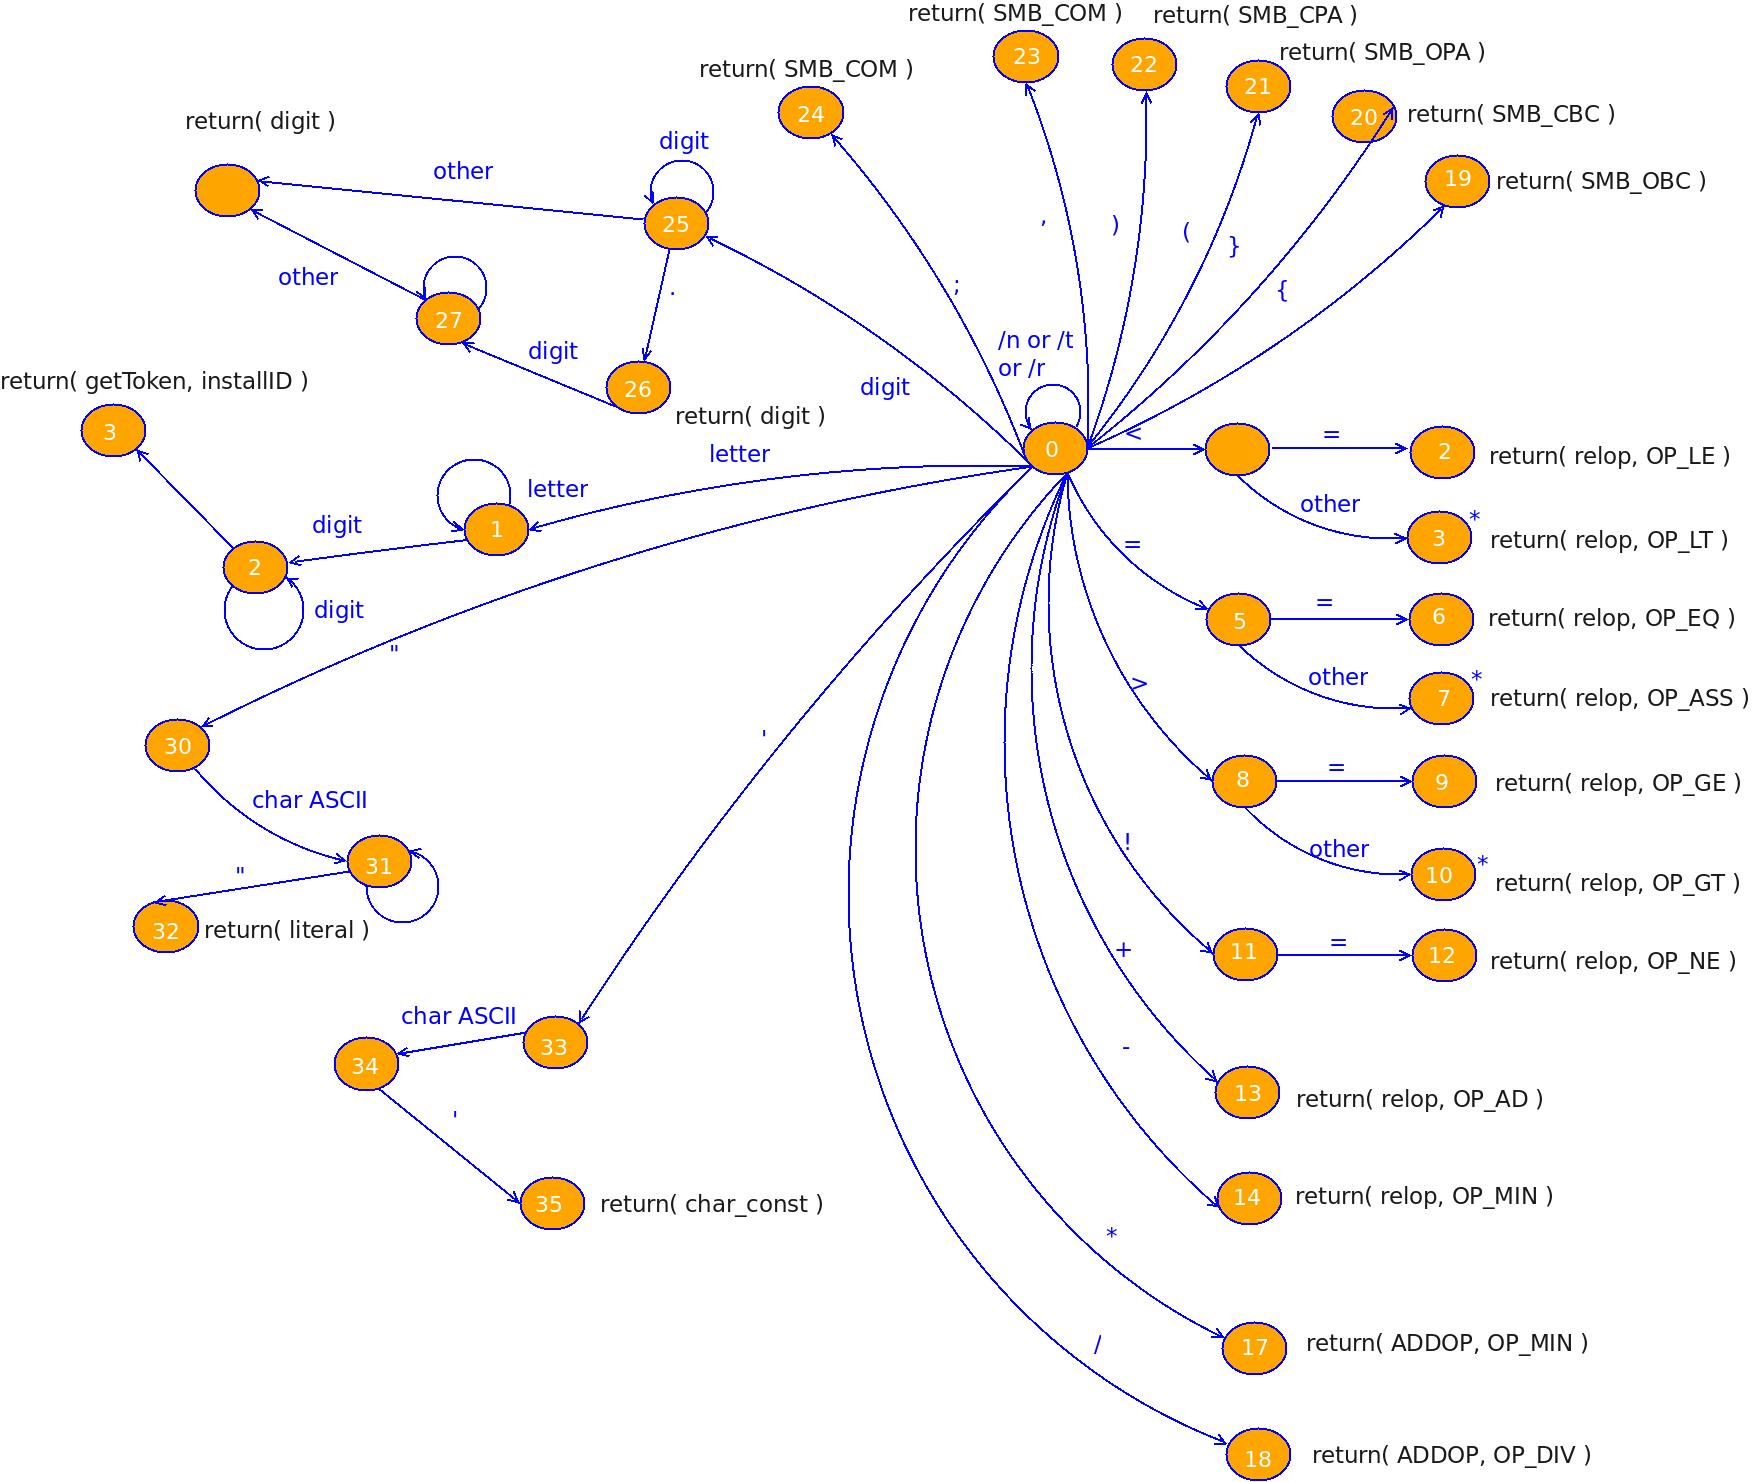 return( SMB_COM )
return( SMB_CPA )
23
22
return( SMB_OPA )
return( SMB_COM )
21
24
20
return( SMB_CBC )
return( digit )
digit
other
19
return( SMB_OBC )
25
,
)
(
}
other
.
;
{
27
/n or /t
or /r
digit
26
digit
return( getToken, installID )
return( digit )
3
letter
0
<
=
2
return( relop, OP_LE )
letter
other
*
digit
1
3
return( relop, OP_LT )
=
2
digit
=
5
6
return( relop, OP_EQ )
"
other
*
>
7
return( relop, OP_ASS )
30
'
=
8
9
return( relop, OP_GE )
char ASCII
!
other
*
31
"
10
return( relop, OP_GT )
32
return( literal )
+
11
=
12
return( relop, OP_NE )
char ASCII
33
-
34
13
return( relop, OP_AD )
'
35
return( char_const )
14
return( relop, OP_MIN )
*
/
17
return( ADDOP, OP_MIN )
18
return( ADDOP, OP_DIV )